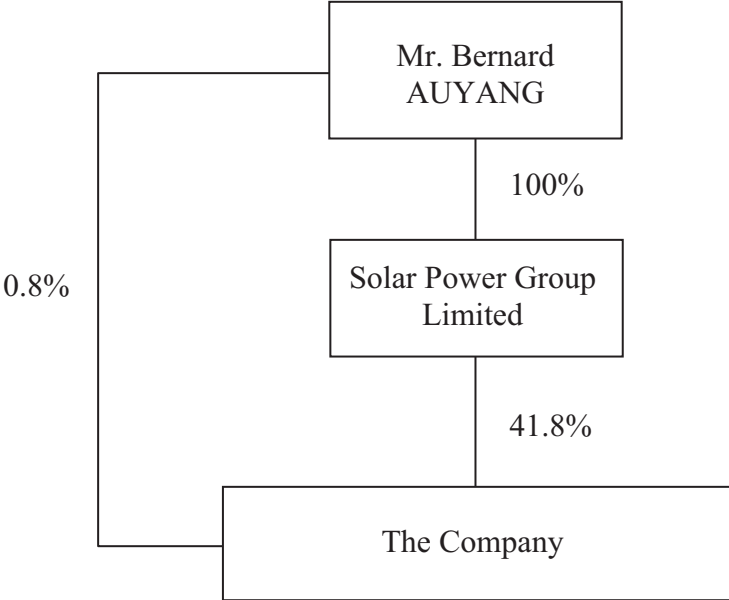 Mr. Bernard
AUYANG
100%
0.8%
Solar Power Group
Limited
41.8%
The Company